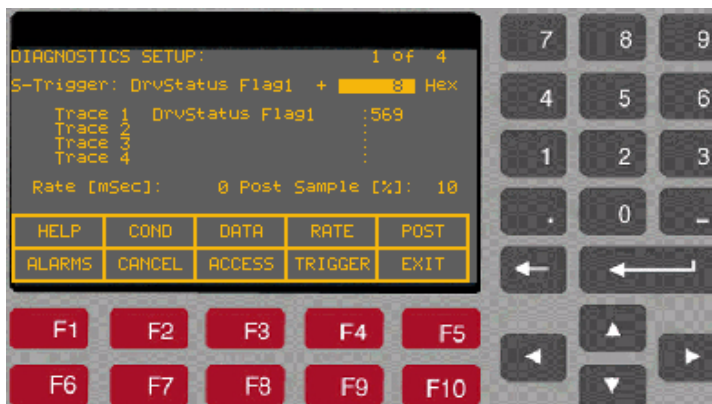 DIAGNOSTICS SETUP: 1 of 4
S-Trigger: DrvStatus Flag1 + 8 Hex
Trace 1 DrvStatus Flag1 :569
Trace 2 :
Trace 3 :
Trace 4 :
Rate [mSec]: 0 Post Sample [%]: 10
HELP COND DATA RATE POST
ALARMS CANCEL ACCESS TRIGGER EXIT
F1 F2 F3 F4 F5
F6 F7 F8 F9 F10
7 8 9
4 5 6
1 2 3
. 0 -